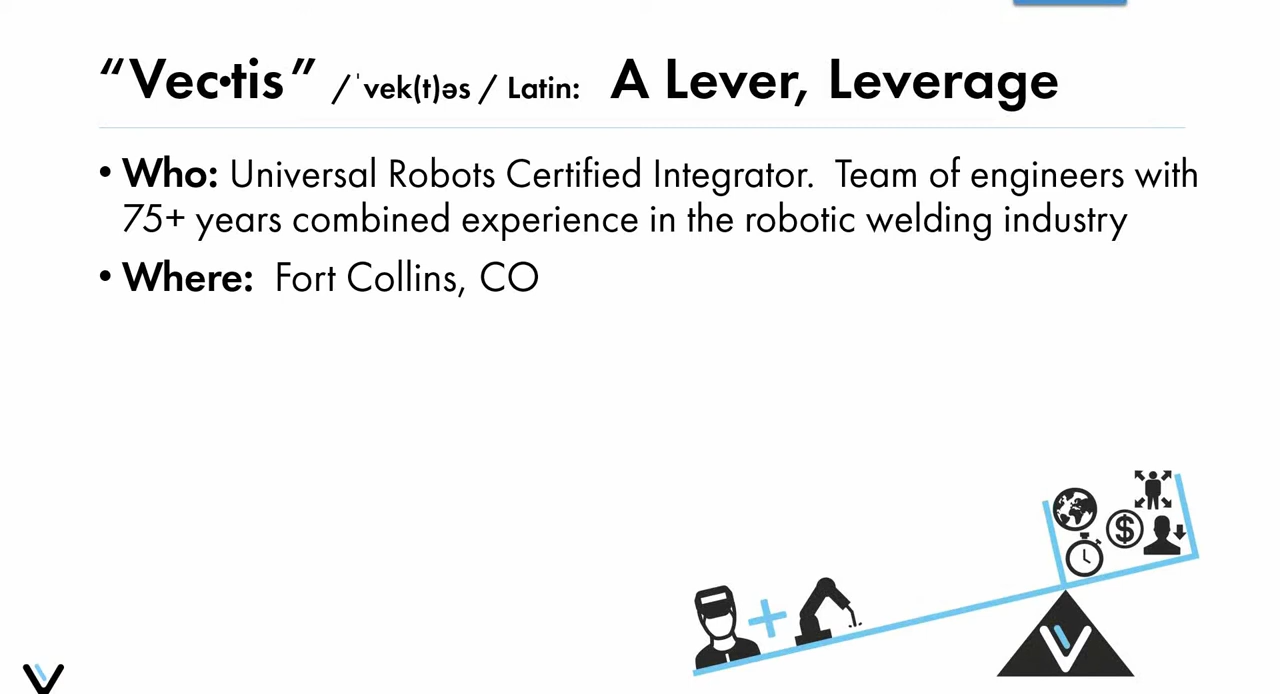 “Vec•tis” /ˈvek(t)əs / Latin: A Lever, Leverage
• Who: Universal Robots Certified Integrator. Team of engineers with
75+ years combined experience in the robotic welding industry
• Where: Fort Collins, CO
$